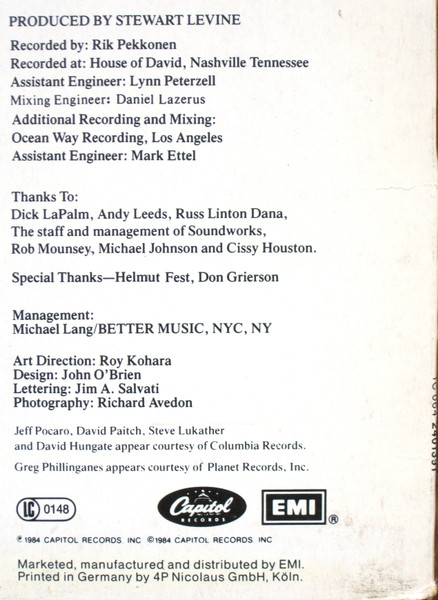 PRODUCED BY STEWART LEVINE
Recorded by: Rik Pekkonen
Recorded at: House of David, Nashville Tennessee
Assistant Engineer: Lynn Peterzell
Mixing Engineer: Daniel Lazerus
Additional Recording and Mixing:
Ocean Way Recording, Los Angeles
Assistant Engineer: Mark Ettel
Thanks To:
Dick LaPalm, Andy Leeds, Russ Linton Dana,
The staff and management of Soundworks,
Rob Mounsey, Michael Johnson and Cissy Houston.
Special Thanks—Helmut Fest, Don Grierson
Management:
Michael Lang/BETTER MUSIC, NYC, NY
Art Direction: Roy Kohara
Design: John O'Brien
Lettering: Jim A. Salvati
Photography: Richard Avedon
Jeff Pocaro, David Paitch, Steve Lukather
and David Hungate appear courtesy of Columbia Records.
Greg Phillinganes appears courtesy of Planet Records, Inc.
LC 0148
Capitol RECORDS
EMI ®
℗ 1984 CAPITOL RECORDS INC ©1984 CAPITOL RECORDS INC
Marketed, manufactured and distributed by EMI.
Printed in Germany by 4P Nicolaus GmbH, Köln.